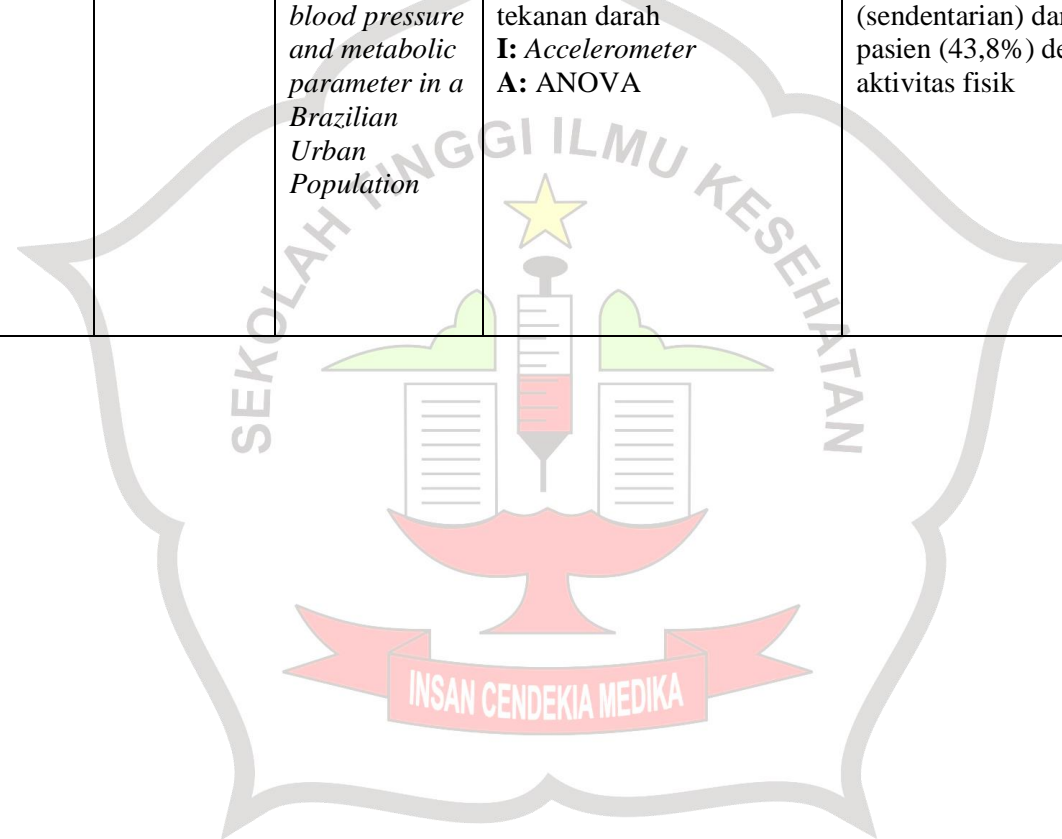 blood pressure
and metabolic
parameter in a
Brazilian
Urban
Population
tekanan darah
I: Accelerometer
A: ANOVA
(sendentarian) dan
pasien (43,8%) de
aktivitas fisik
SEKOLAH TINGGI ILMU KESEHATAN
INSAN CENDEKIA MEDIKA